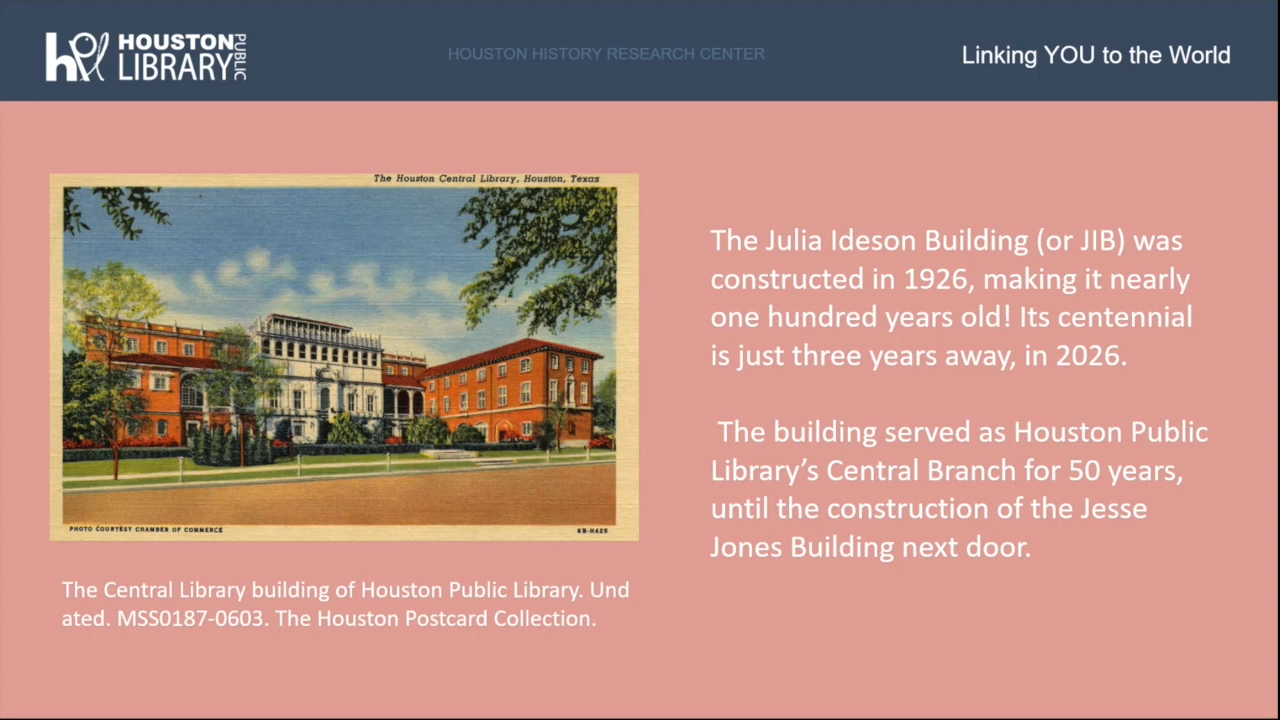 HOUSTON PUBLIC
LIBRARY
HOUSTON HISTORY RESEARCH CENTER
Linking YOU to the World
The Houston Central Library, Houston, Texas
PHOTO COURTESY CHAMBER OF COMMERCE
6B-H425
The Central Library building of Houston Public Library. Und
ated. MSS0187-0603. The Houston Postcard Collection.
The Julia Ideson Building (or JIB) was
constructed in 1926, making it nearly
one hundred years old! Its centennial
is just three years away, in 2026.
The building served as Houston Public
Library’s Central Branch for 50 years,
until the construction of the Jesse
Jones Building next door.